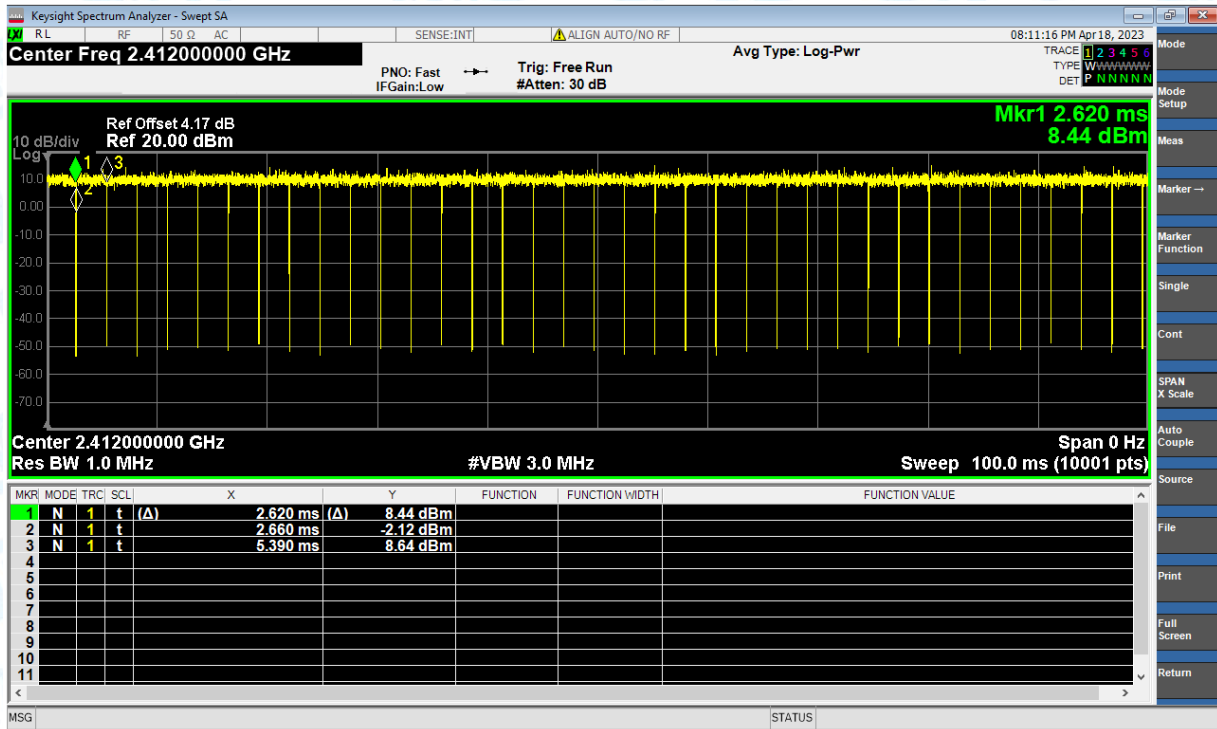 Keysight Spectrum Analyzer - Swept SA
LXI RL RF 50 Ω AC SENSE:INT ALIGN AUTO/NO RF 08:11:16 PM Apr 18, 2023
Center Freq 2.412000000 GHz
Avg Type: Log-Pwr
TRACE 1 2 3 4 5 6
TYPE WWWWWW
DET P N N N N N
PNO: Fast Trig: Free Run
IFGain:Low #Atten: 30 dB
Mkr1 2.620 ms
8.44 dBm
Ref Offset 4.17 dB
10 dB/div Ref 20.00 dBm
Log
1
3
2
10.0
0.00
-10.0
-20.0
-30.0
-40.0
-50.0
-60.0
-70.0
Center 2.412000000 GHz Span 0 Hz
Res BW 1.0 MHz #VBW 3.0 MHz Sweep 100.0 ms (10001 pts)
MKR MODE TRC SCL X Y FUNCTION FUNCTION WIDTH FUNCTION VALUE
1 N 1 t (Δ) 2.620 ms (Δ) 8.44 dBm
2 N 1 t 2.660 ms -2.12 dBm
3 N 1 t 5.390 ms 8.64 dBm
4
5
6
7
8
9
10
11
MSG STATUS
Mode
Mode
Setup
Meas
Marker →
Marker
Function
Single
Cont
SPAN
X Scale
Auto
Couple
Source
File
Print
Full
Screen
Return